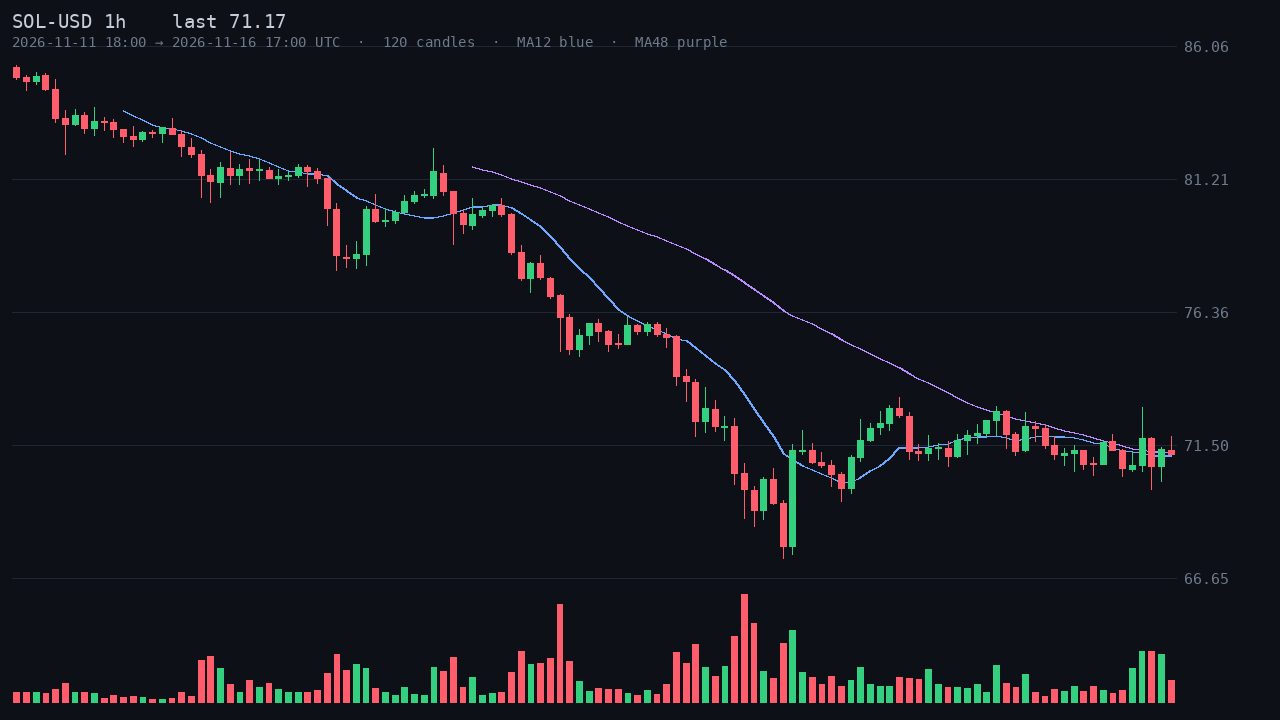 SOL-USD 1h    last 71.17
2026-11-11 18:00 → 2026-11-16 17:00 UTC  ·  120 candles  ·  MA12 blue  ·  MA48 purple
86.06
81.21
76.36
71.50
66.65